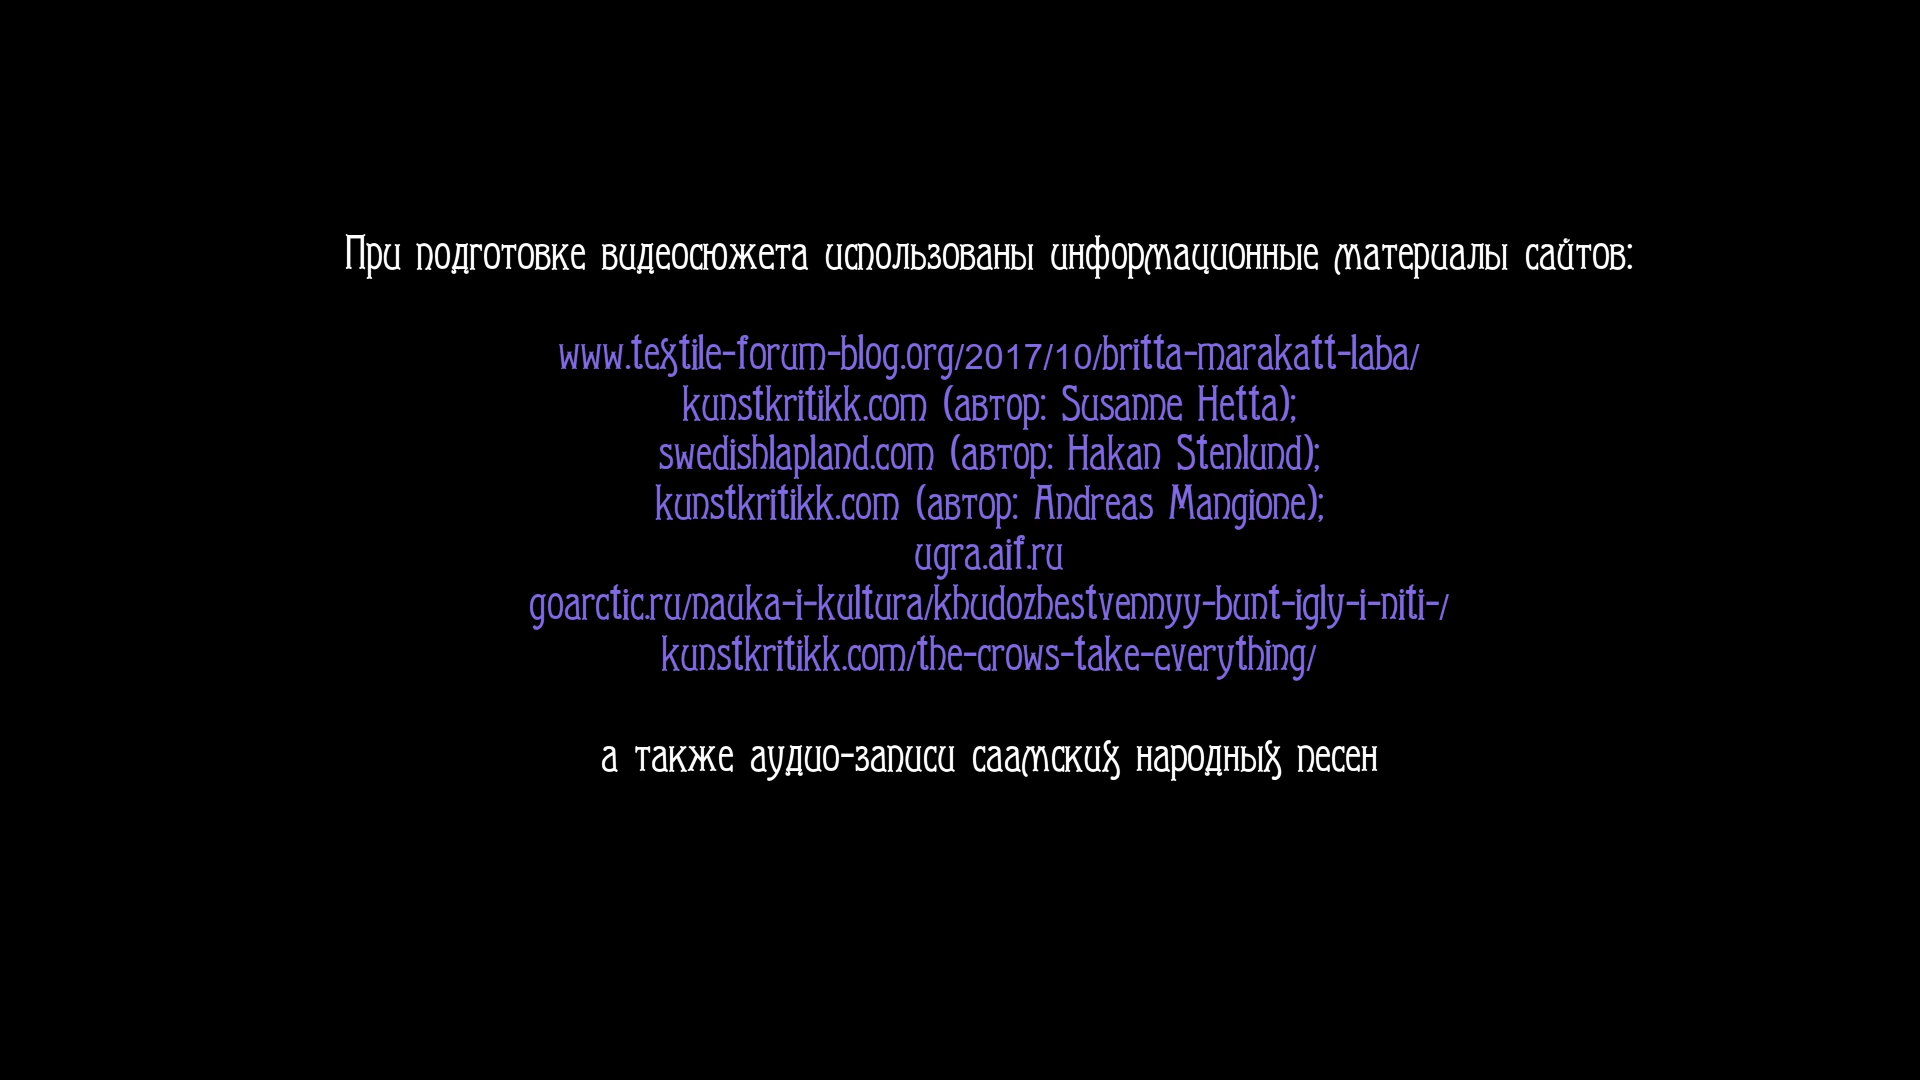 При подготовке видеосюжета использованы информационные материалы сайтов:
www.textile-forum-blog.org/2017/10/britta-marakatt-laba/
kunstkritikk.com (автор: Susanne Hetta);
swedishlapland.com (автор: Hakan Stenlund);
kunstkritikk.com (автор: Andreas Mangione);
ugra.aif.ru
goarctic.ru/nauka-i-kultura/khudozhestvennyy-bunt-igly-i-niti-/
kunstkritikk.com/the-crows-take-everything/
а также аудио-записи саамских народных песен